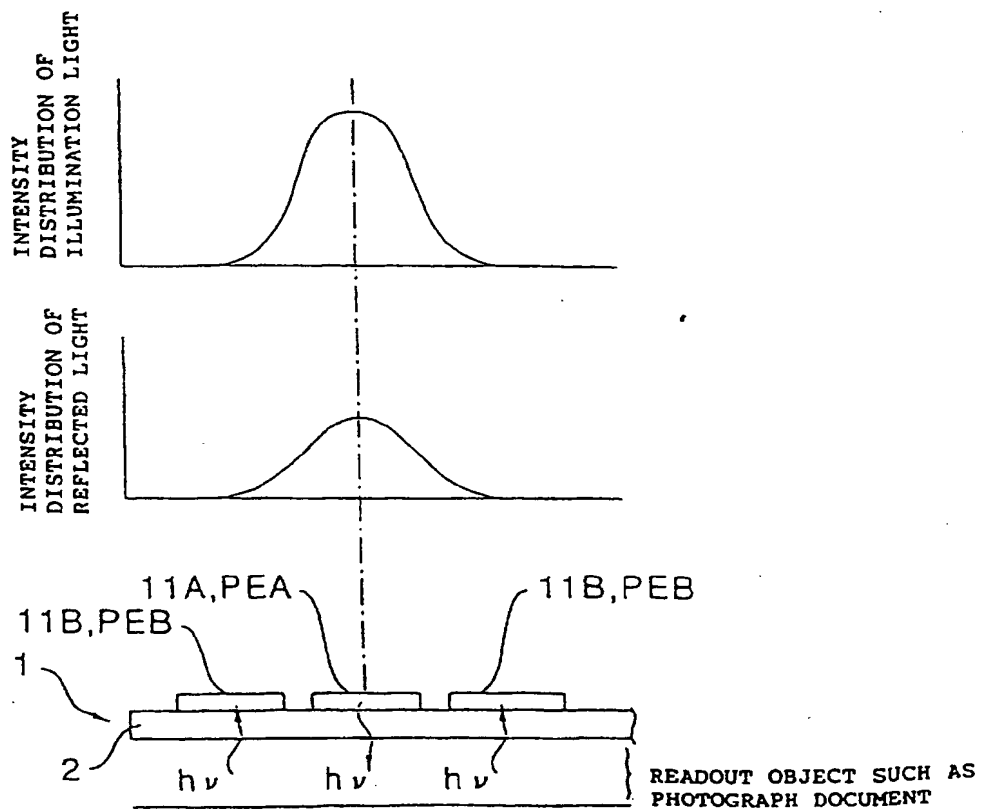 INTENSITY
DISTRIBUTION OF
ILLUMINATION LIGHT
INTENSITY
DISTRIBUTION OF
REFLECTED LIGHT
11A,PEA
11B,PEB
11B,PEB
1
2
hν
hν
hν
READOUT OBJECT SUCH AS
PHOTOGRAPH DOCUMENT